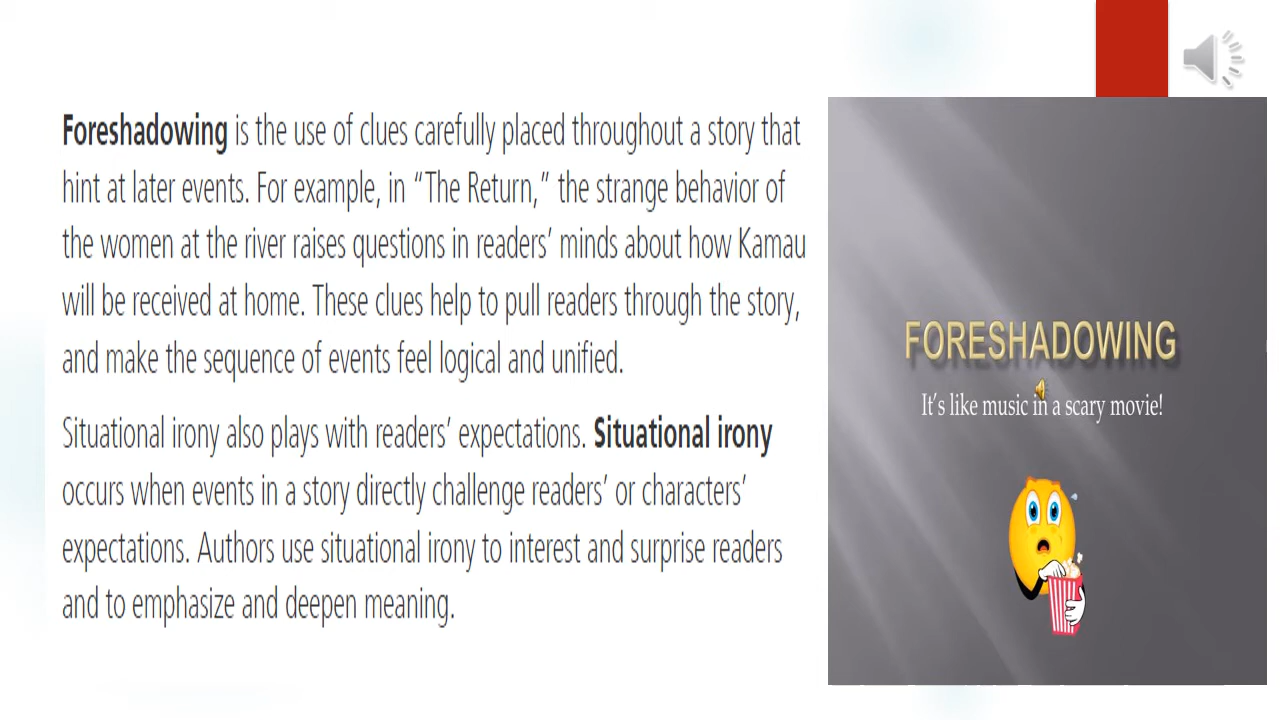 Foreshadowing is the use of clues carefully placed throughout a story that
hint at later events. For example, in “The Return,” the strange behavior of
the women at the river raises questions in readers’ minds about how Kamau
will be received at home. These clues help to pull readers through the story,
and make the sequence of events feel logical and unified.
Situational irony also plays with readers’ expectations. Situational irony
occurs when events in a story directly challenge readers’ or characters’
expectations. Authors use situational irony to interest and surprise readers
and to emphasize and deepen meaning.
FORESHADOWING
It’s like music in a scary movie!